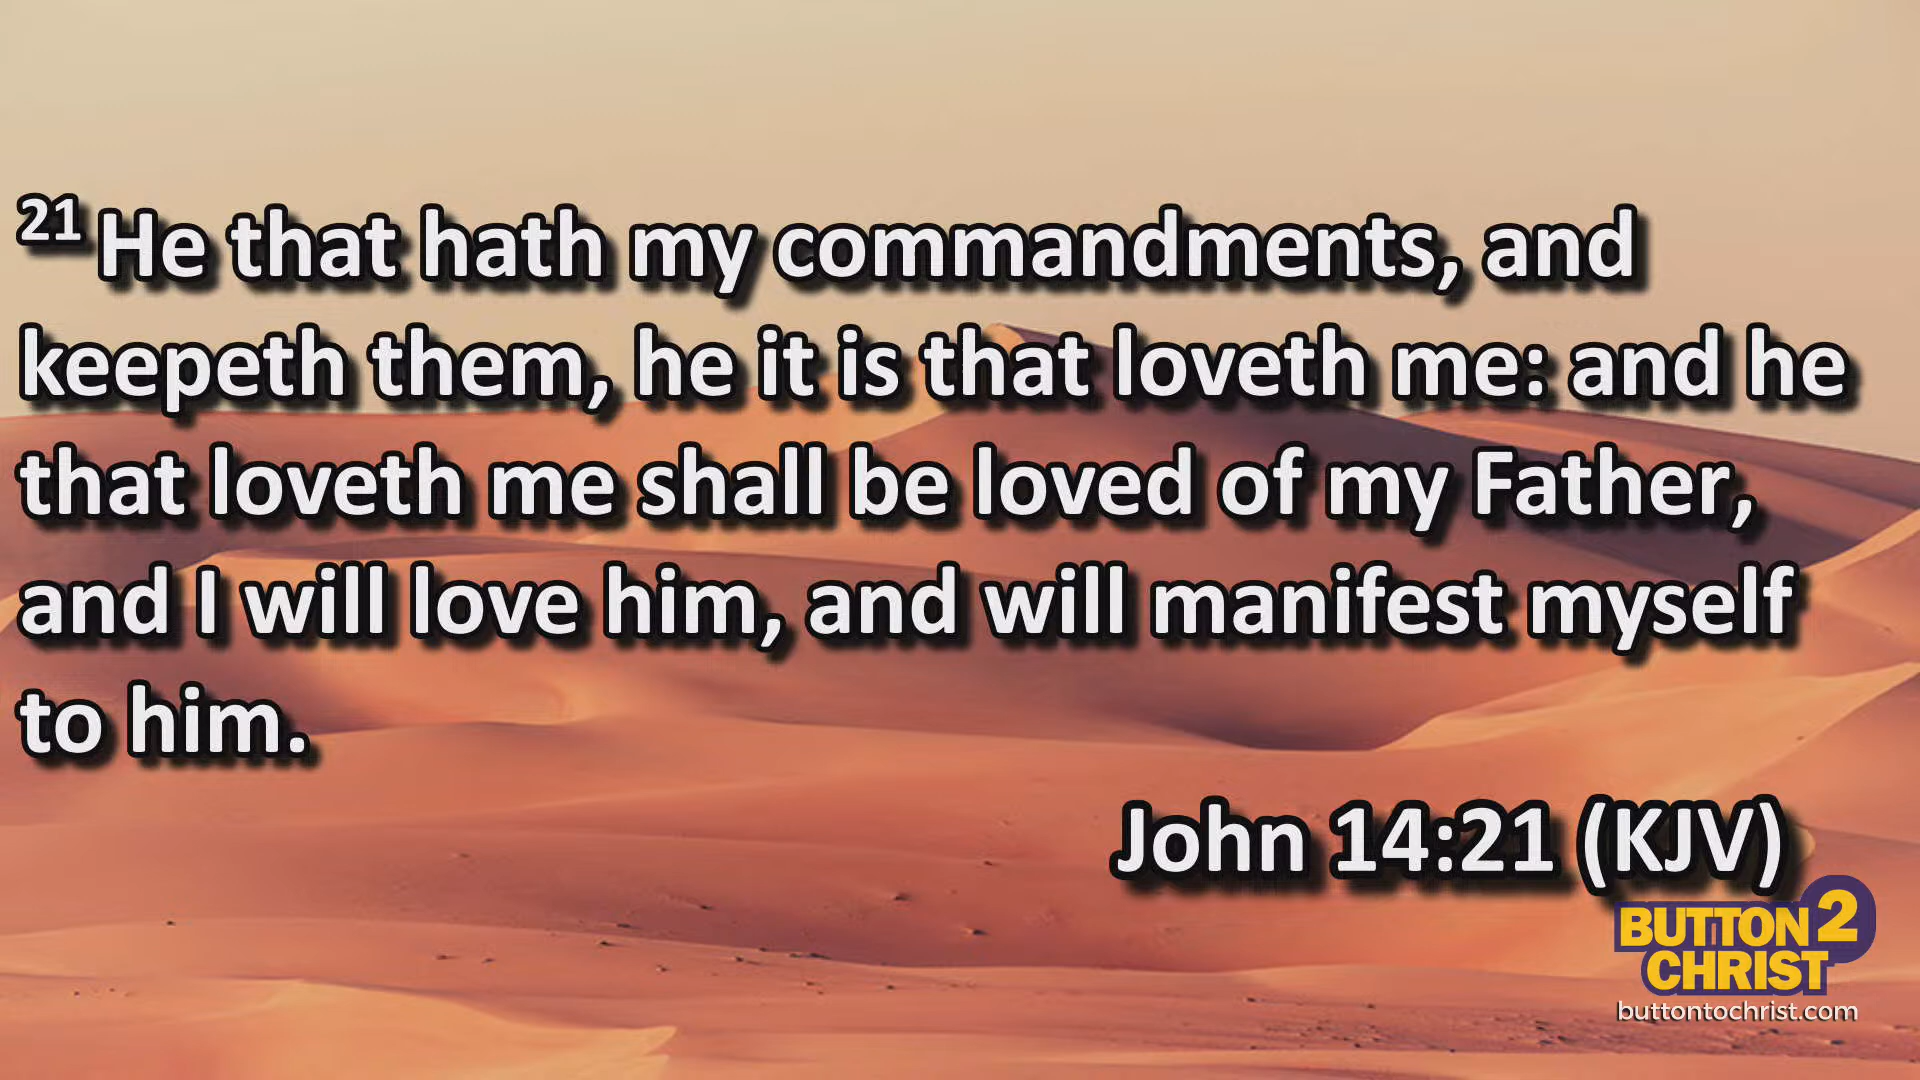 21 He that hath my commandments, and
keepeth them, he it is that loveth me: and he
that loveth me shall be loved of my Father,
and I will love him, and will manifest myself
to him.
John 14:21 (KJV)
BUTTON 2
CHRIST
buttontochrist.com